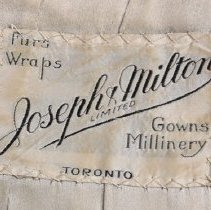 Furs
Wraps
Joseph & Milton
LIMITED
Gowns
Millinery
TORONTO